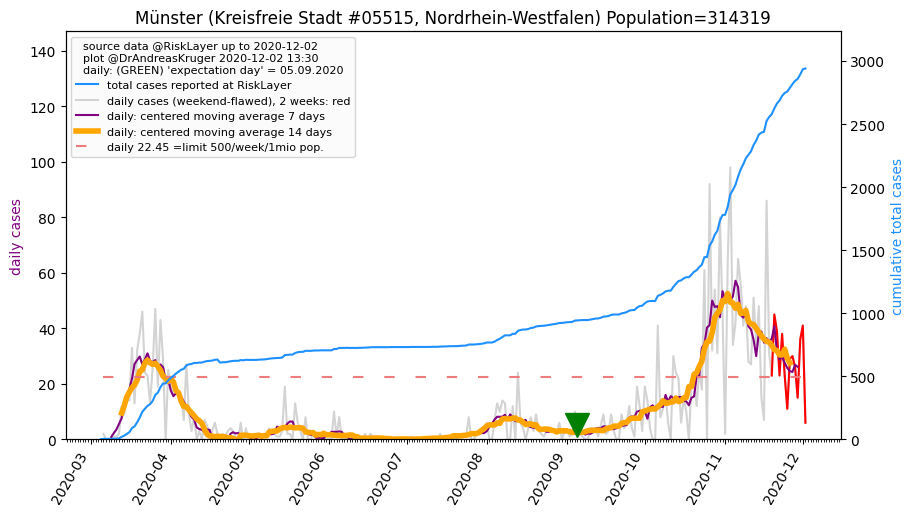 Münster (Kreisfreie Stadt #05515, Nordrhein-Westfalen) Population=314319
source data @RiskLayer up to 2020-12-02
plot @DrAndreasKruger 2020-12-02 13:30
daily: (GREEN) 'expectation day' = 05.09.2020
total cases reported at RiskLayer
daily cases (weekend-flawed), 2 weeks: red
daily: centered moving average 7 days
daily: centered moving average 14 days
daily 22.45 =limit 500/week/1mio pop.
daily cases
140
120
100
80
60
40
20
0
3000
2500
2000
1500
1000
500
0
cumulative total cases
2020-03
2020-04
2020-05
2020-06
2020-07
2020-08
2020-09
2020-10
2020-11
2020-12